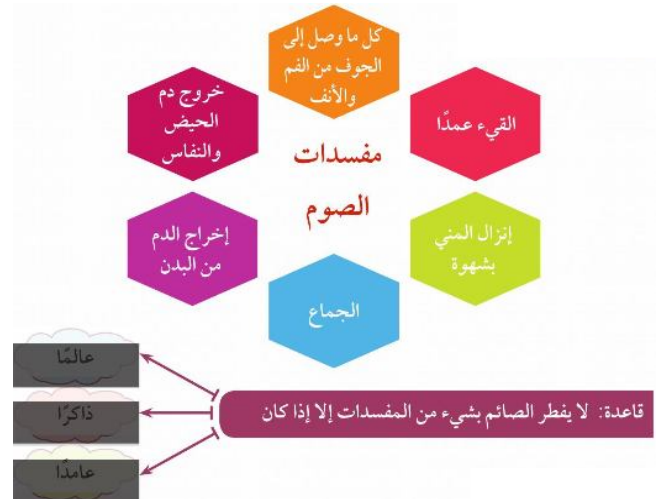 كل ما وصل إلى
الجوف من الفم
والأنف
القيء عمدًا
خروج دم
الحيض
والنفاس
مفسدات
الصوم
إنزال المني
بشهوة
إخراج الدم
من البدن
الجماع
قاعدة: لا يفطر الصائم بشيء من المفسدات إلا إذا كان
عالمًا
ذاكرًا
عامدًا